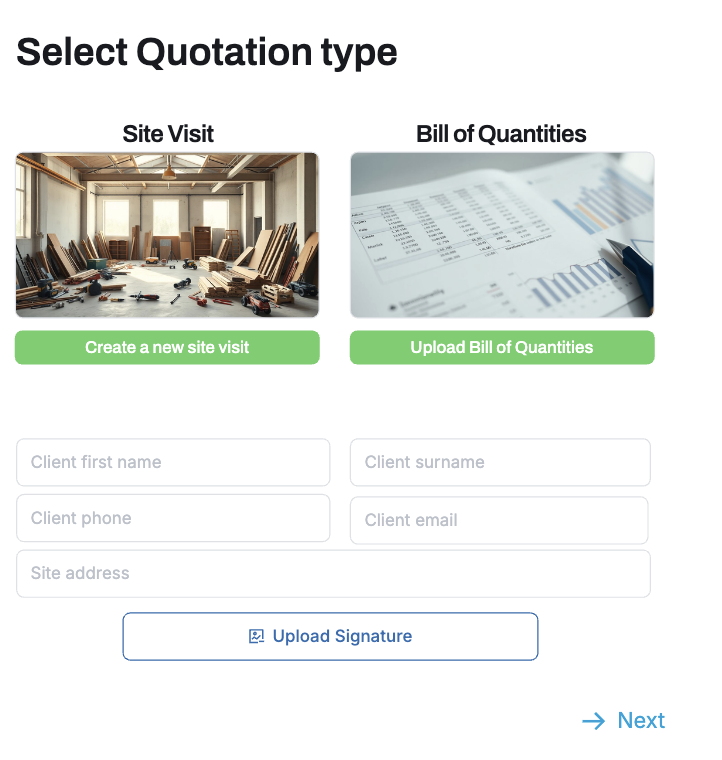 Select Quotation type
Site Visit
Bill of Quantities
Create a new site visit
Upload Bill of Quantities
Client first name
Client surname
Client phone
Client email
Site address
Upload Signature
Next